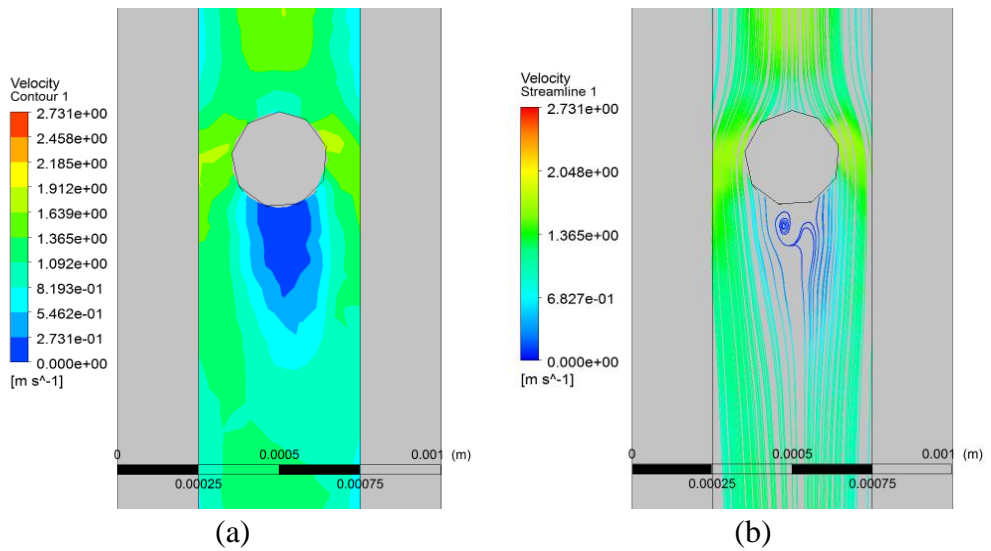 Velocity
Contour 1
2.731e+00
2.458e+00
2.185e+00
1.912e+00
1.639e+00
1.365e+00
1.092e+00
8.193e-01
5.462e-01
2.731e-01
0.000e+00
[m s^-1]
0 0.0005 0.001 (m)
0.00025 0.00075
(a)
Velocity
Streamline 1
2.731e+00
2.048e+00
1.365e+00
6.827e-01
0.000e+00
[m s^-1]
0 0.0005 0.001 (m)
0.00025 0.00075
(b)